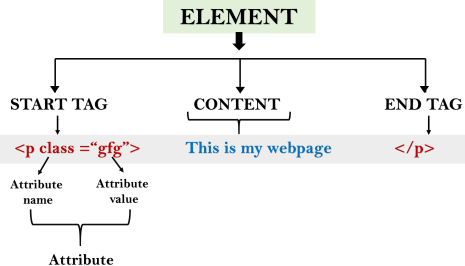 ELEMENT
START TAG
CONTENT
END TAG
<p class =“gfg”>
This is my webpage
</p>
Attribute
name
Attribute
value
Attribute